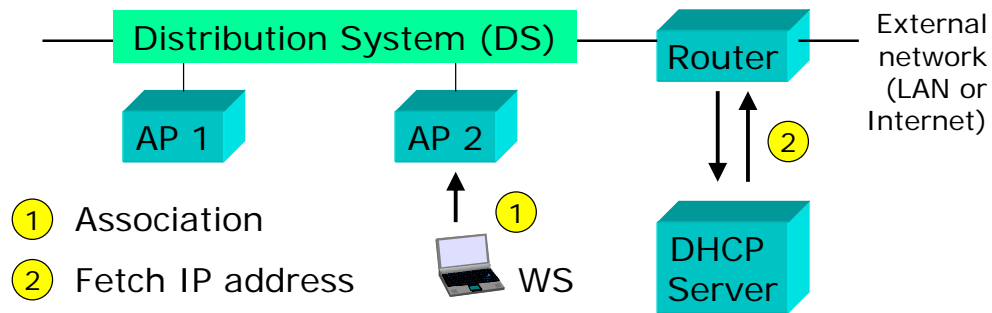 Distribution System (DS)
Router
External
network
(LAN or
Internet)
AP 1
AP 2
2
1
1 Association
2 Fetch IP address
WS
DHCP
Server